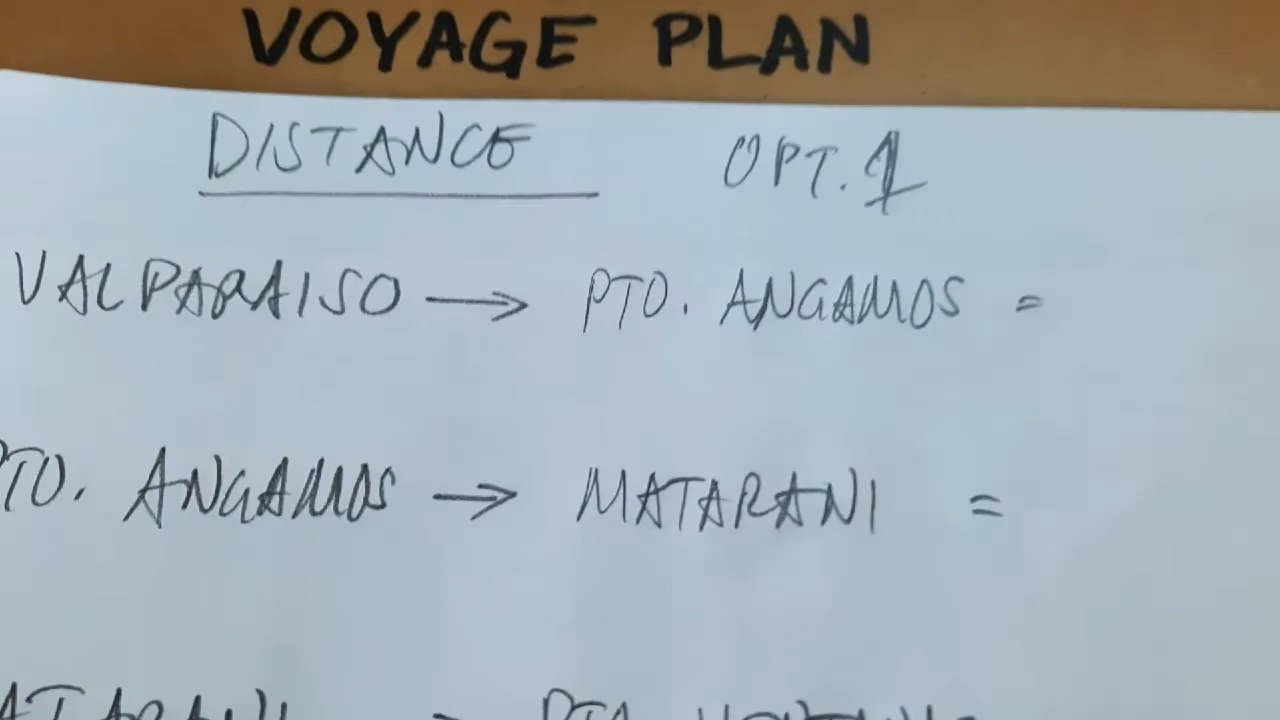 VOYAGE PLAN
DISTANCE OPT. 1
VALPARAISO → PTO. ANGAMOS =
PTO. ANGAMOS → MATARANI =